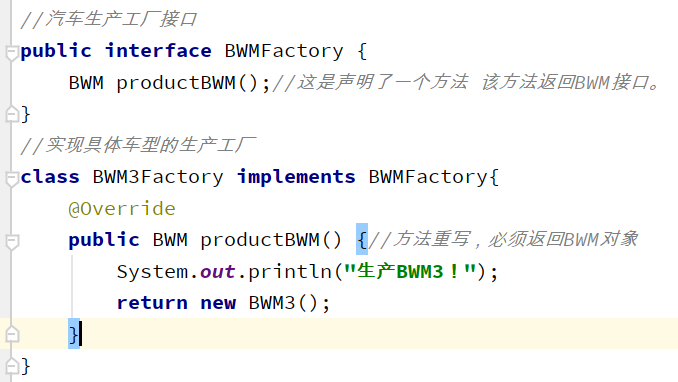 //汽车生产工厂接口
public interface BWMFactory {
    BWM productBWM();//这是声明了一个方法 该方法返回BWM接口。
}
//实现具体车型的生产工厂
class BWM3Factory implements BWMFactory{
    @Override
    public BWM productBWM() {//方法重写，必须返回BWM对象
        System.out.println("生产BWM3！");
        return new BWM3();
    }
}